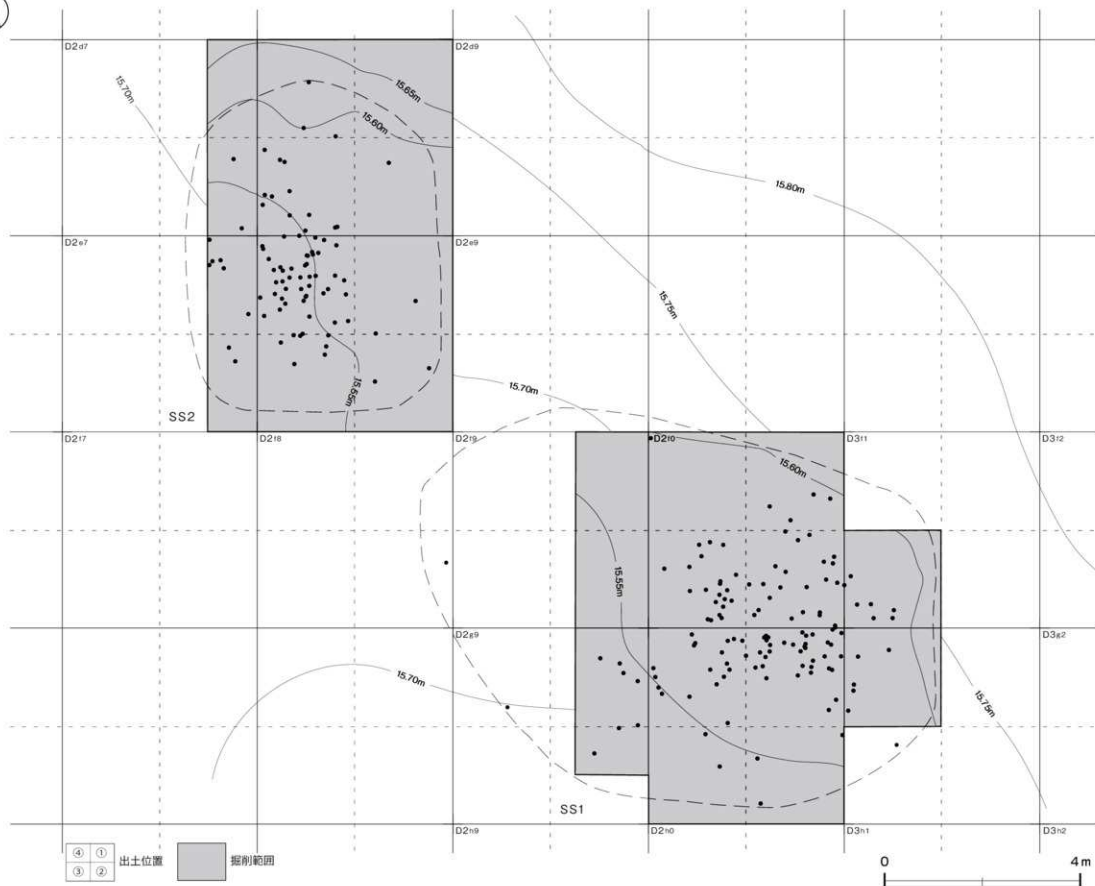 D2d7
D2d9
15.70m
15.65m
15.60m
15.80m
D2e7
D2e9
15.75m
15.55m
15.70m
SS2
D2f7
D2f8
D2f9
D2f0
D3f1
D3f2
15.60m
15.55m
D2g9
D3g2
15.70m
15.75m
SS1
D2h9
D2h0
D3h1
D3h2
④ ① 出土位置 掘削範囲
③ ②
0 4m